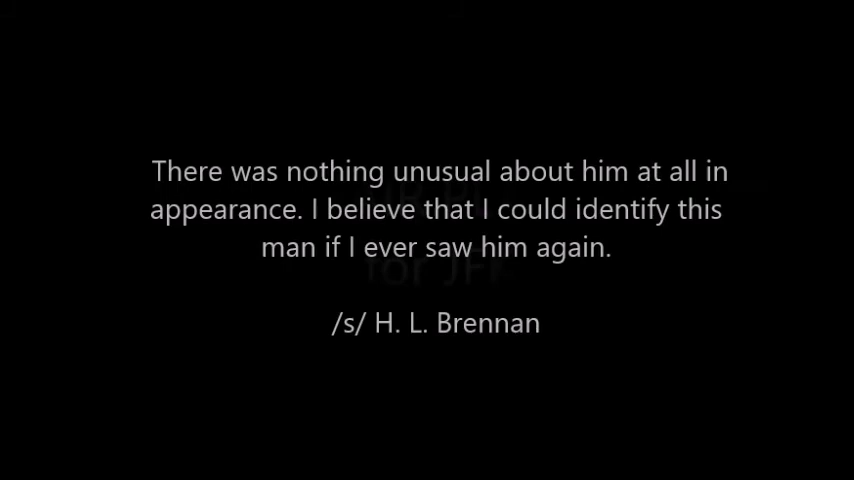 There was nothing unusual about him at all in
appearance. I believe that I could identify this
man if I ever saw him again.
/s/ H. L. Brennan